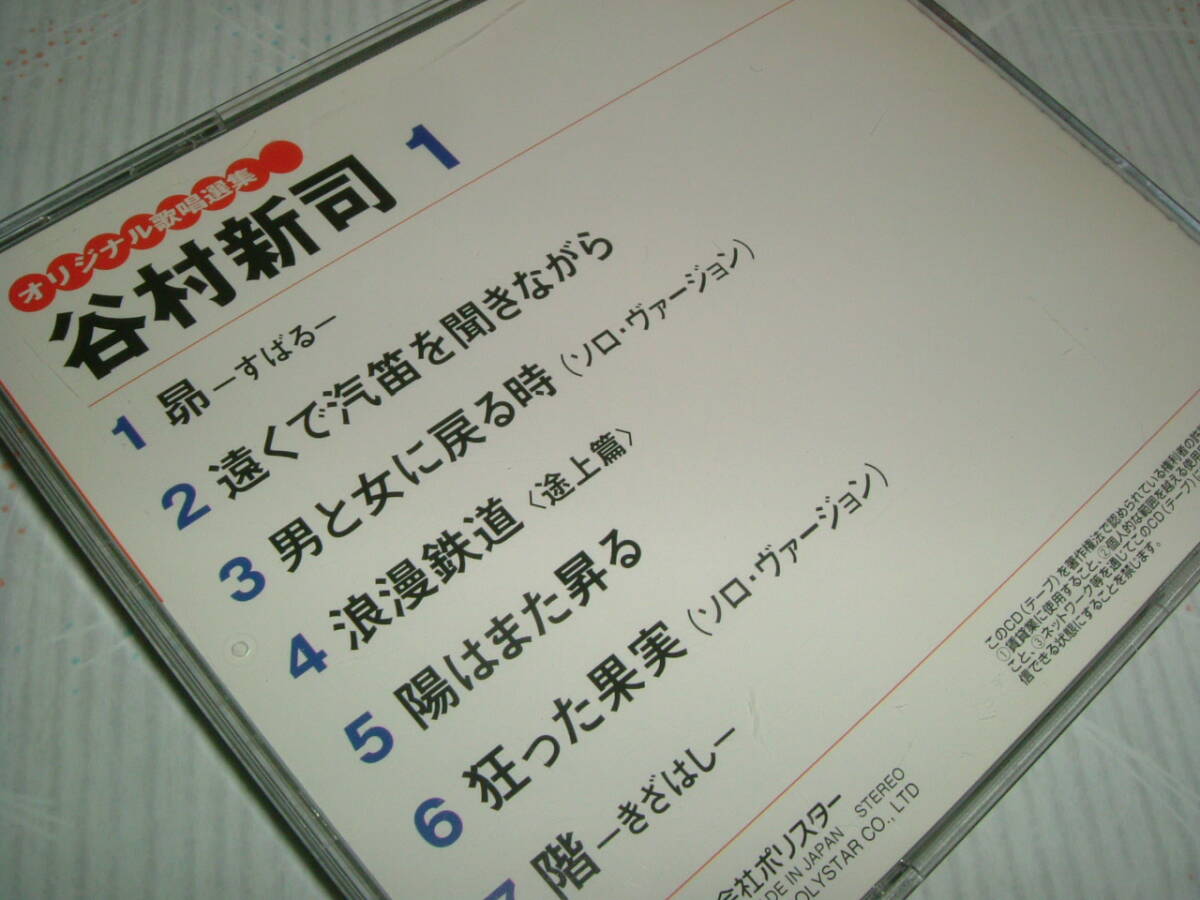 オリジナル歌唱選集
谷村新司 1
1 昴 ーすばるー
2 遠くで汽笛を聞きながら
3 男と女に戻る時 (ソロ・ヴァージョン)
4 浪漫鉄道 〈途上篇〉
5 陽はまた昇る
6 狂った果実 (ソロ・ヴァージョン)
7 階 ーきざはしー
このCD(テープ)を著作権法で認められている権利者の
①賃貸業に使用すること、②個人的な範囲を越える使用
こと、③ネットワーク等を通じてこのCD(テープ)に
信できる状態にすることを禁じます。
会社ポリスター
DE IN JAPAN STEREO
OLYSTAR CO., LTD